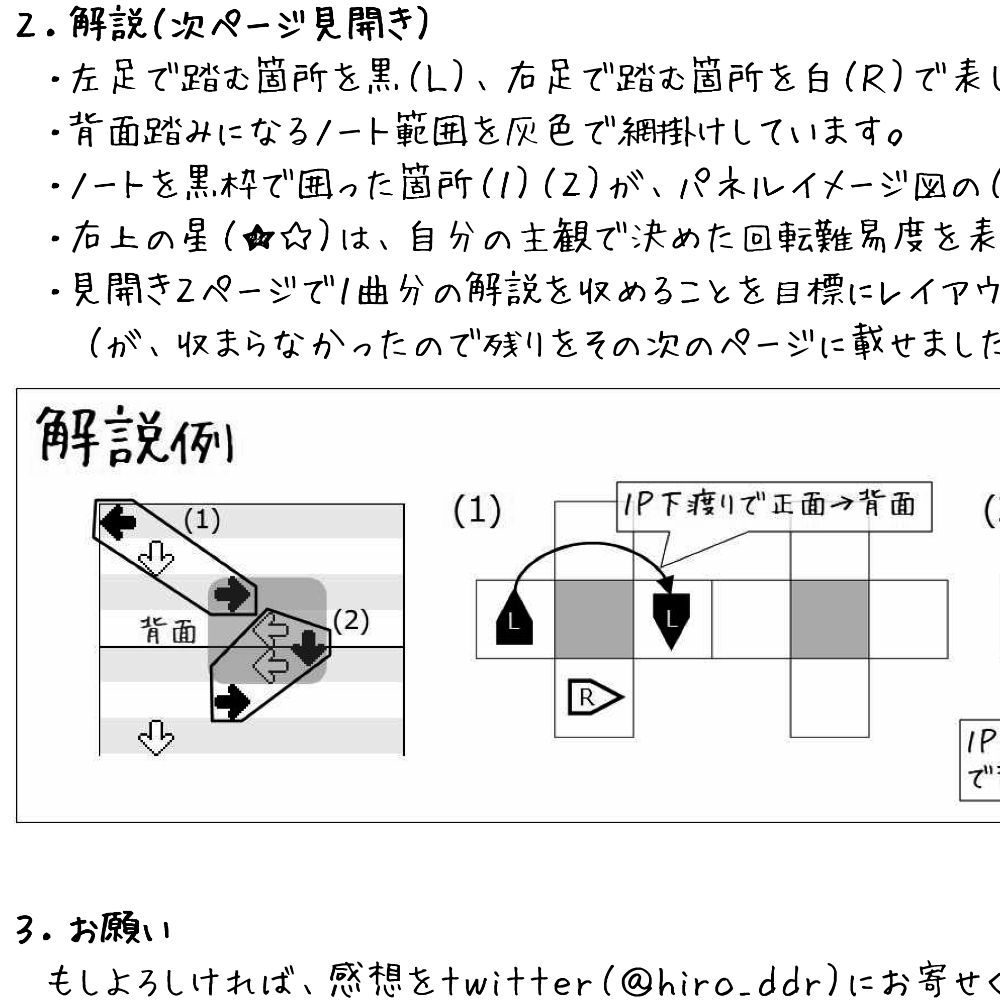 2. 解説(次ページ見開き)
・左足で踏む箇所を黒(L)、右足で踏む箇所を白(R)で表し
・背面踏みになるノート範囲を灰色で網掛けしています。
・ノートを黒枠で囲った箇所(1)(2)が、パネルイメージ図の(
・右上の星(★☆)は、自分の主観で決めた回転難易度を表
・見開き2ページで1曲分の解説を収めることを目標にレイアウ
(が、収まらなかったので残りをその次のページに載せました
解説例
(1)
背面
(2)
(1)
1P下渡りで正面→背面
L
L
R
(
1P
で
3. お願い
もしよろしければ、感想をtwitter(@hiro_ddr)にお寄せく